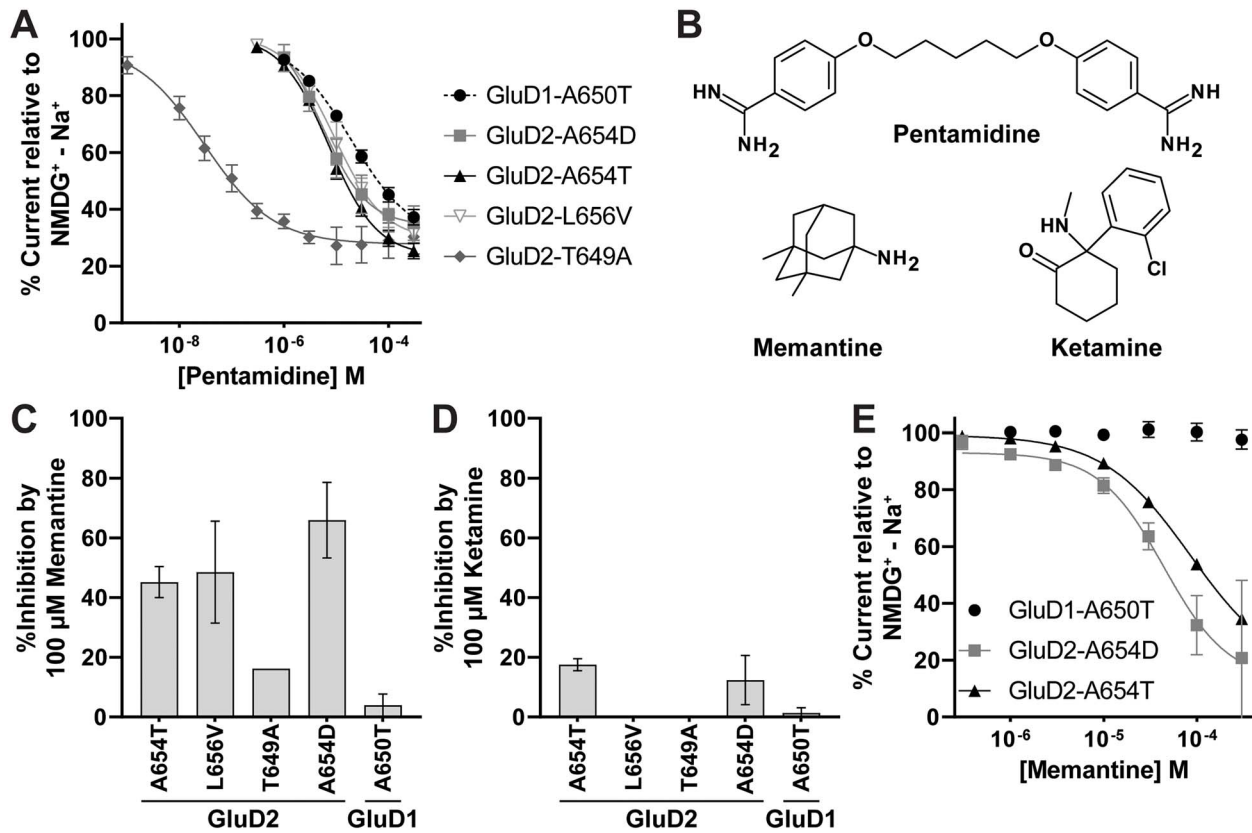 A
% Current relative to
NMDG⁺ - Na⁺
100
80
60
40
20
0
10⁻⁸
10⁻⁶
10⁻⁴
[Pentamidine] M
GluD1-A650T
GluD2-A654D
GluD2-A654T
GluD2-L656V
GluD2-T649A
B
O
O
HN
NH₂
NH
NH₂
Pentamidine
NH₂
Memantine
HN
O
Cl
Ketamine
C
%Inhibition by
100 µM Memantine
100
80
60
40
20
0
A654T
L656V
T649A
A654D
A650T
GluD2
GluD1
D
%Inhibition by
100 µM Ketamine
100
80
60
40
20
0
A654T
L656V
T649A
A654D
A650T
GluD2
GluD1
E
% Current relative to
NMDG⁺ - Na⁺
100
80
60
40
20
0
GluD1-A650T
GluD2-A654D
GluD2-A654T
10⁻⁶
10⁻⁵
10⁻⁴
[Memantine] M